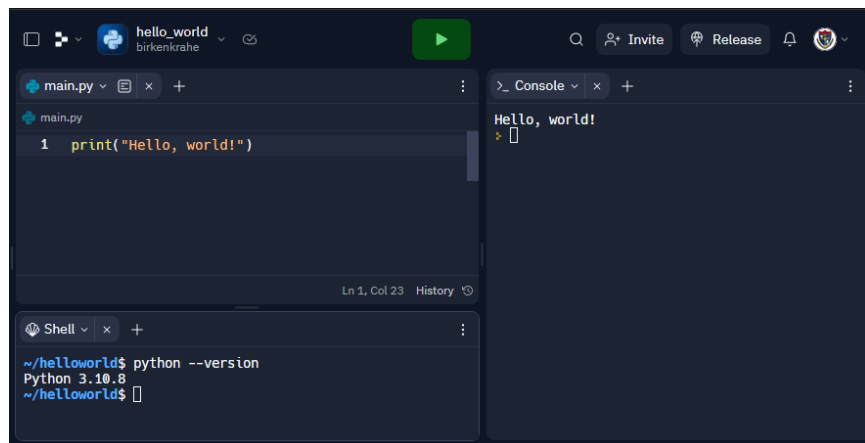 hello_world
birkenkrahe
Invite
Release
main.py
main.py
1 print("Hello, world!")
Ln 1, Col 23 History
Shell
~/helloworld$ python --version
Python 3.10.8
~/helloworld$
>_ Console
Hello, world!